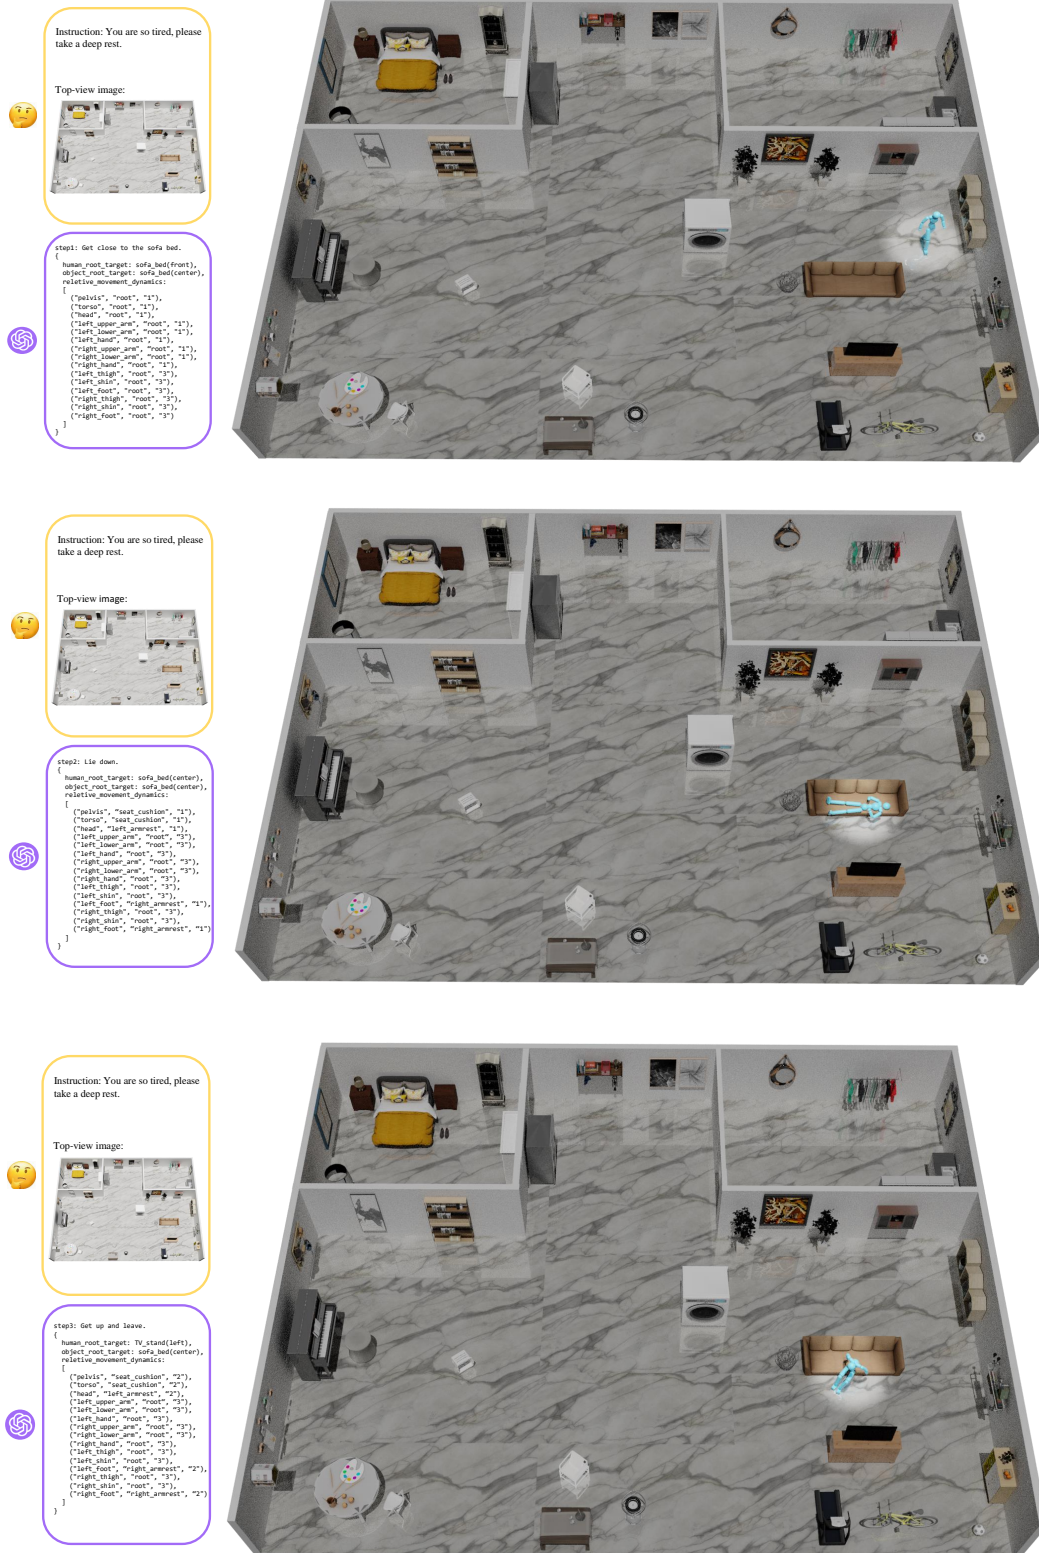 Instruction: You are so tired, please
take a deep rest.
Top-view image:
step1: Get close to the sofa bed.
{
human_root_target: sofa_bed(front),
object_root_target: sofa_bed(center),
reletive_movement_dynamics:
[
("pelvis", "root", "1"),
("torso", "root", "1"),
("head", "root", "1"),
("left_upper_arm", "root", "1"),
("left_lower_arm", "root", "1"),
("left_hand", "root", "1"),
("right_upper_arm", "root", "1"),
("right_lower_arm", "root", "1"),
("right_hand", "root", "1"),
("left_thigh", "root", "3"),
("left_shin", "root", "3"),
("left_foot", "root", "3"),
("right_thigh", "root", "3"),
("right_shin", "root", "3"),
("right_foot", "root", "3")
]
}
Instruction: You are so tired, please
take a deep rest.
Top-view image:
step2: Lie down.
{
human_root_target: sofa_bed(center),
object_root_target: sofa_bed(center),
reletive_movement_dynamics:
[
("pelvis", "seat_cushion", "1"),
("torso", "seat_cushion", "1"),
("head", "left_armrest", "1"),
("left_upper_arm", "root", "3"),
("left_lower_arm", "root", "3"),
("left_hand", "root", "3"),
("right_upper_arm", "root", "3"),
("right_lower_arm", "root", "3"),
("right_hand", "root", "3"),
("left_thigh", "root", "3"),
("left_shin", "root", "3"),
("left_foot", "right_armrest", "1"),
("right_thigh", "root", "3"),
("right_shin", "root", "3"),
("right_foot", "right_armrest", "1")
]
}
Instruction: You are so tired, please
take a deep rest.
Top-view image:
step3: Get up and leave.
{
human_root_target: TV_stand(left),
object_root_target: sofa_bed(center),
reletive_movement_dynamics:
[
("pelvis", "seat_cushion", "2"),
("torso", "seat_cushion", "2"),
("head", "left_armrest", "2"),
("left_upper_arm", "root", "3"),
("left_lower_arm", "root", "3"),
("left_hand", "root", "3"),
("right_upper_arm", "root", "3"),
("right_lower_arm", "root", "3"),
("right_hand", "root", "3"),
("left_thigh", "root", "3"),
("left_shin", "root", "3"),
("left_foot", "right_armrest", "2"),
("right_thigh", "root", "3"),
("right_shin", "root", "3"),
("right_foot", "right_armrest", "2")
]
}